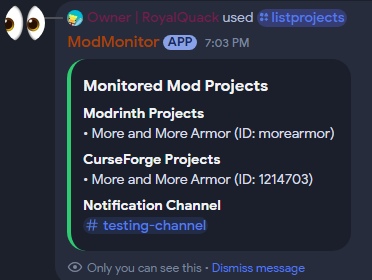 Owner | RoyalQuack used listprojects
ModMonitor APP 7:03 PM
Monitored Mod Projects
Modrinth Projects
• More and More Armor (ID: morearmor)
CurseForge Projects
• More and More Armor (ID: 1214703)
Notification Channel
# testing-channel
Only you can see this • Dismiss message